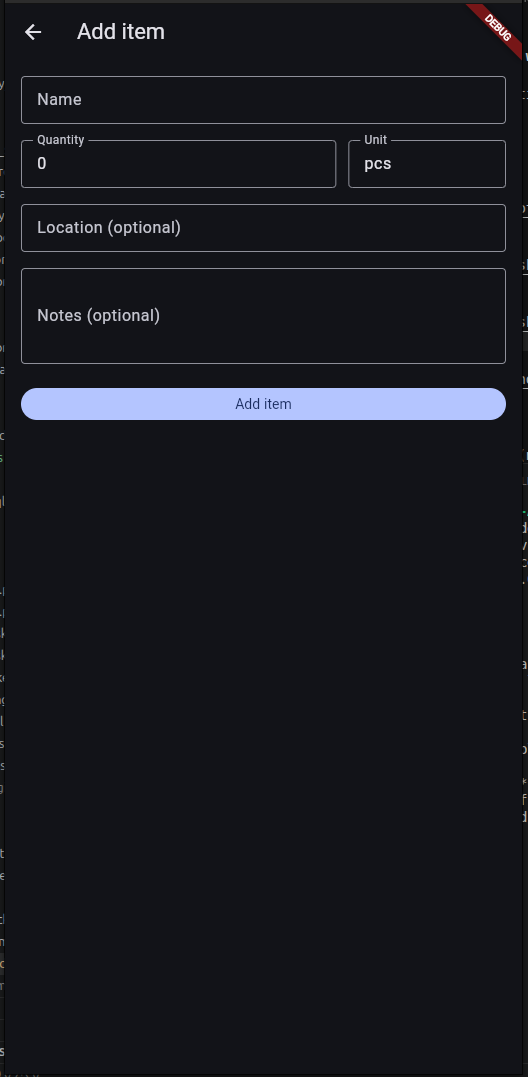 Add item
DEBUG
Name
Quantity
0
Unit
pcs
Location (optional)
Notes (optional)
Add item